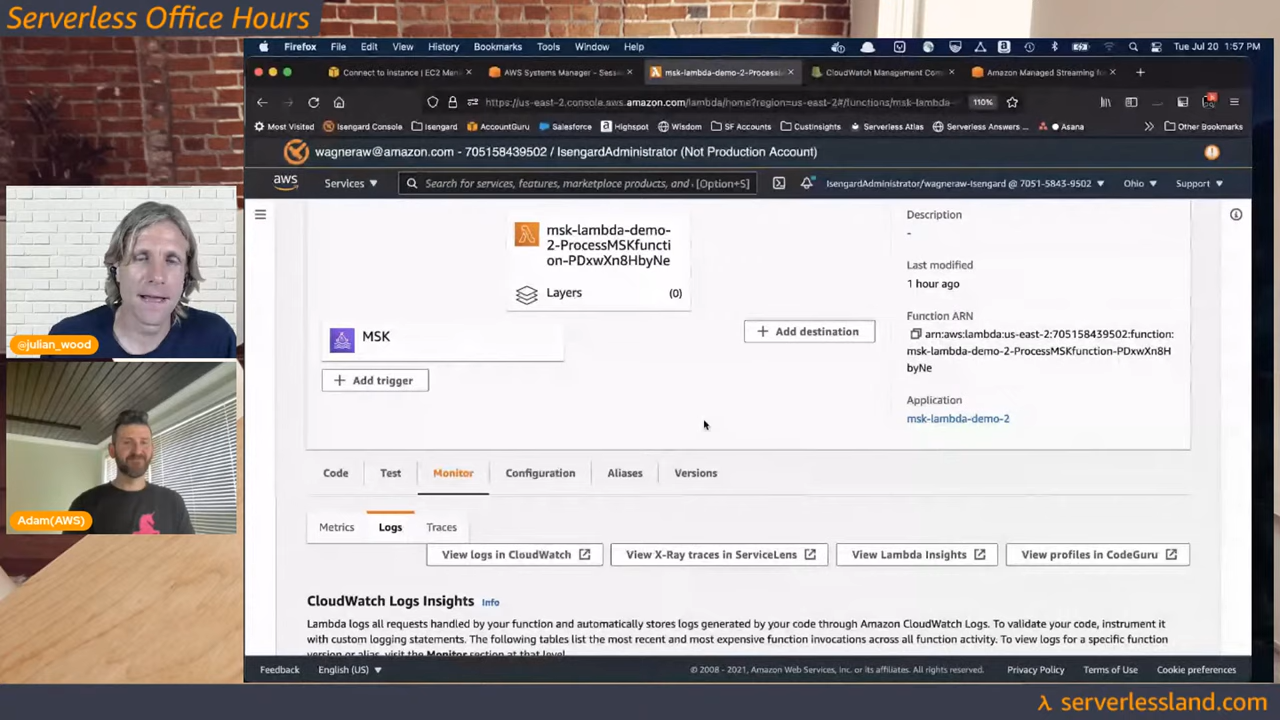 Serverless Office Hours
Firefox File Edit View History Bookmarks Tools Window Help
Tue Jul 20 1:57 PM
Connect to instance | EC2 Man
AWS Systems Manager - Sess
msk-lambda-demo-2-Process
CloudWatch Management Con
Amazon Managed Streaming for
https://us-east-2.console.aws.amazon.com/lambda/home?region=us-east-2#/functions/msk-lambda-
110%
Most Visited
Isengard Console
Isengard
AccountGuru
Salesforce
Highspot
Wisdom
SF Accounts
CustInsights
Serverless Atlas
Serverless Answers ...
Asana
Other Bookmarks
wagneraw@amazon.com - 705158439502 / IsengardAdministrator (Not Production Account)
aws
Services
Search for services, features, marketplace products, and
[Option+S]
IsengardAdministrator/wagneraw-Isengard @ 7051-5843-9502
Ohio
Support
msk-lambda-demo-
2-ProcessMSKfuncti
on-PDxwXn8HbyNe
Layers (0)
MSK
+ Add trigger
+ Add destination
Description
-
Last modified
1 hour ago
Function ARN
arn:aws:lambda:us-east-2:705158439502:function:
msk-lambda-demo-2-ProcessMSKfunction-PDxwXn8H
byNe
Application
msk-lambda-demo-2
Code Test Monitor Configuration Aliases Versions
Metrics Logs Traces
View logs in CloudWatch
View X-Ray traces in ServiceLens
View Lambda Insights
View profiles in CodeGuru
CloudWatch Logs Insights Info
Lambda logs all requests handled by your function and automatically stores logs generated by your code through Amazon CloudWatch Logs. To validate your code, instrument it
with custom logging statements. The following tables list the most recent and most expensive function invocations across all function activity. To view logs for a specific function
version or alias, visit the Monitor section at that level.
Feedback English (US)
© 2008 - 2021, Amazon Web Services, Inc. or its affiliates. All rights reserved.
Privacy Policy Terms of Use Cookie preferences
@julian_wood
Adam(AWS)
λ serverlessland.com